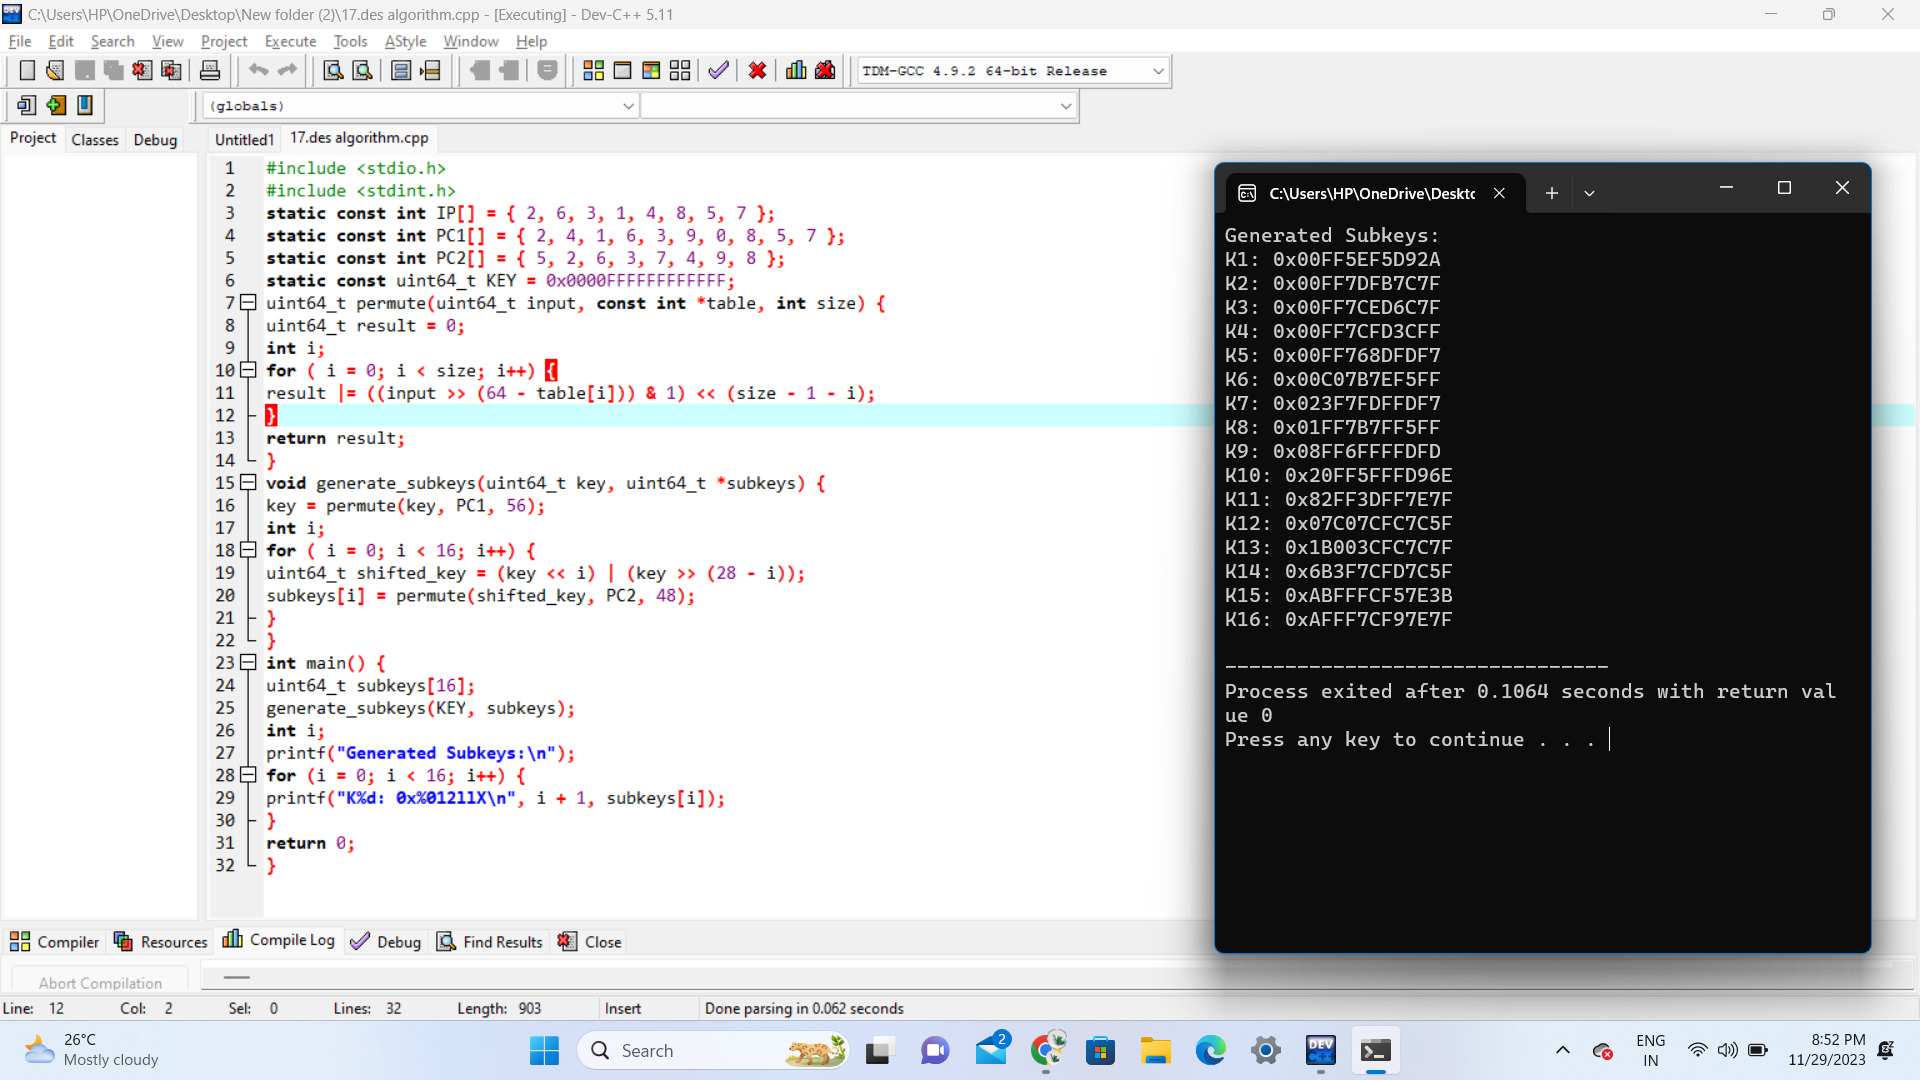 C:\Users\HP\OneDrive\Desktop\New folder (2)\17.des algorithm.cpp - [Executing] - Dev-C++ 5.11
File Edit Search View Project Execute Tools AStyle Window Help
TDM-GCC 4.9.2 64-bit Release
(globals)
Project Classes Debug
Untitled1 17.des algorithm.cpp
1 #include <stdio.h>
2 #include <stdint.h>
3 static const int IP[] = { 2, 6, 3, 1, 4, 8, 5, 7 };
4 static const int PC1[] = { 2, 4, 1, 6, 3, 9, 0, 8, 5, 7 };
5 static const int PC2[] = { 5, 2, 6, 3, 7, 4, 9, 8 };
6 static const uint64_t KEY = 0x0000FFFFFFFFFFFF;
7 uint64_t permute(uint64_t input, const int *table, int size) {
8 uint64_t result = 0;
9 int i;
10 for ( i = 0; i < size; i++) {
11 result |= ((input >> (64 - table[i])) & 1) << (size - 1 - i);
12 }
13 return result;
14 }
15 void generate_subkeys(uint64_t key, uint64_t *subkeys) {
16 key = permute(key, PC1, 56);
17 int i;
18 for ( i = 0; i < 16; i++) {
19 uint64_t shifted_key = (key << i) | (key >> (28 - i));
20 subkeys[i] = permute(shifted_key, PC2, 48);
21 }
22 }
23 int main() {
24 uint64_t subkeys[16];
25 generate_subkeys(KEY, subkeys);
26 int i;
27 printf("Generated Subkeys:\n");
28 for (i = 0; i < 16; i++) {
29 printf("K%d: 0x%012llX\n", i + 1, subkeys[i]);
30 }
31 return 0;
32 }
C:\Users\HP\OneDrive\Deskto
Generated Subkeys:
K1: 0x00FF5EF5D92A
K2: 0x00FF7DFB7C7F
K3: 0x00FF7CED6C7F
K4: 0x00FF7CFD3CFF
K5: 0x00FF768DFDF7
K6: 0x00C07B7EF5FF
K7: 0x023F7FDFFDF7
K8: 0x01FF7B7FF5FF
K9: 0x08FF6FFFFDFD
K10: 0x20FF5FFFD96E
K11: 0x82FF3DFF7E7F
K12: 0x07C07CFC7C5F
K13: 0x1B003CFC7C7F
K14: 0x6B3F7CFD7C5F
K15: 0xABFFFCF57E3B
K16: 0xAFFF7CF97E7F
--------------------------------
Process exited after 0.1064 seconds with return val
ue 0
Press any key to continue . . .
Compiler Resources Compile Log Debug Find Results Close
Abort Compilation
Line: 12 Col: 2 Sel: 0 Lines: 32 Length: 903 Insert Done parsing in 0.062 seconds
26°C
Mostly cloudy
Search
2
DEV
ENG
IN
8:52 PM
11/29/2023